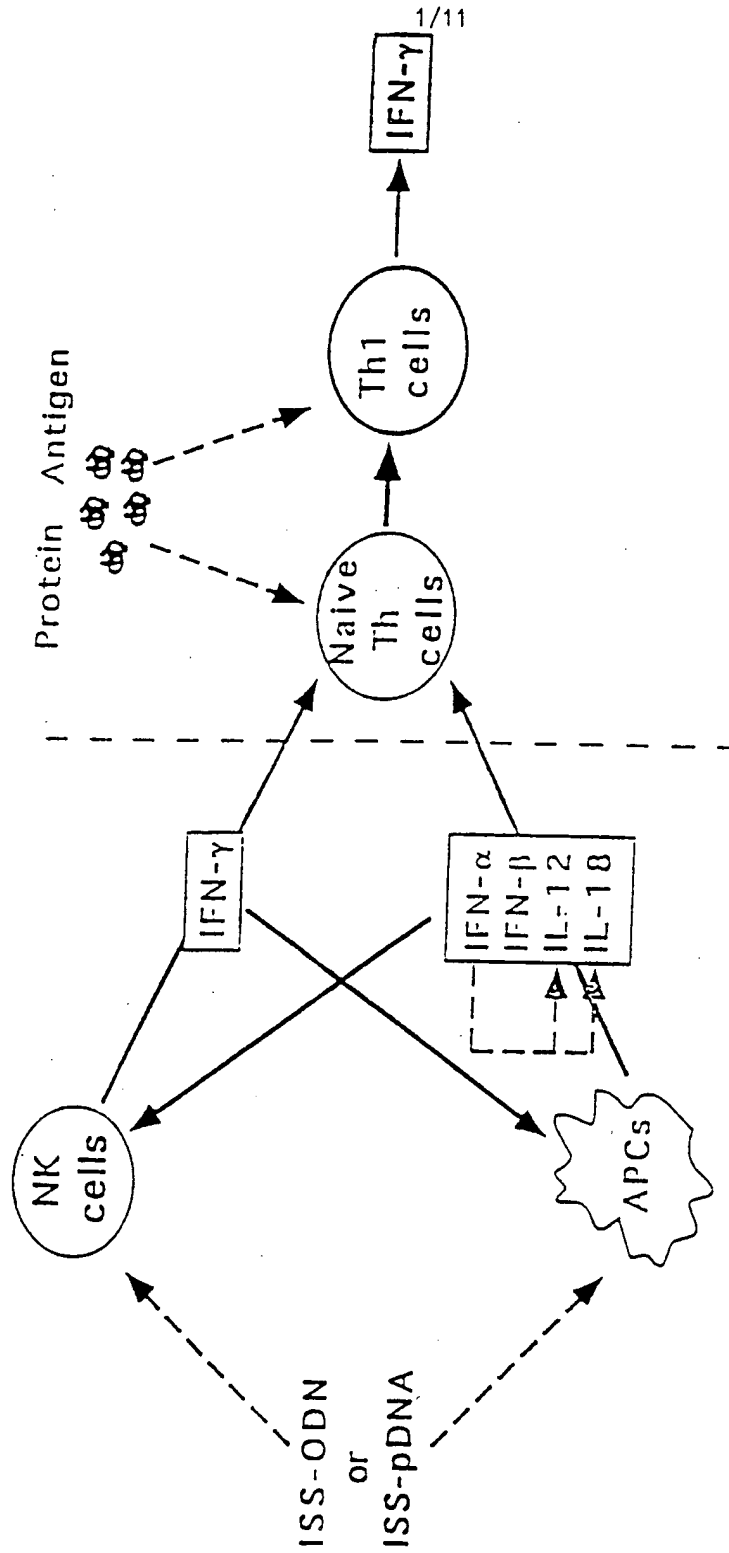 1/11
ISS-ODN
or
ISS-pDNA
NK
cells
APCs
IFN-γ
IFN-α
IFN-β
IL-12
IL-18
Protein Antigen
Naive
Th
cells
Th1
cells
IFN-γ